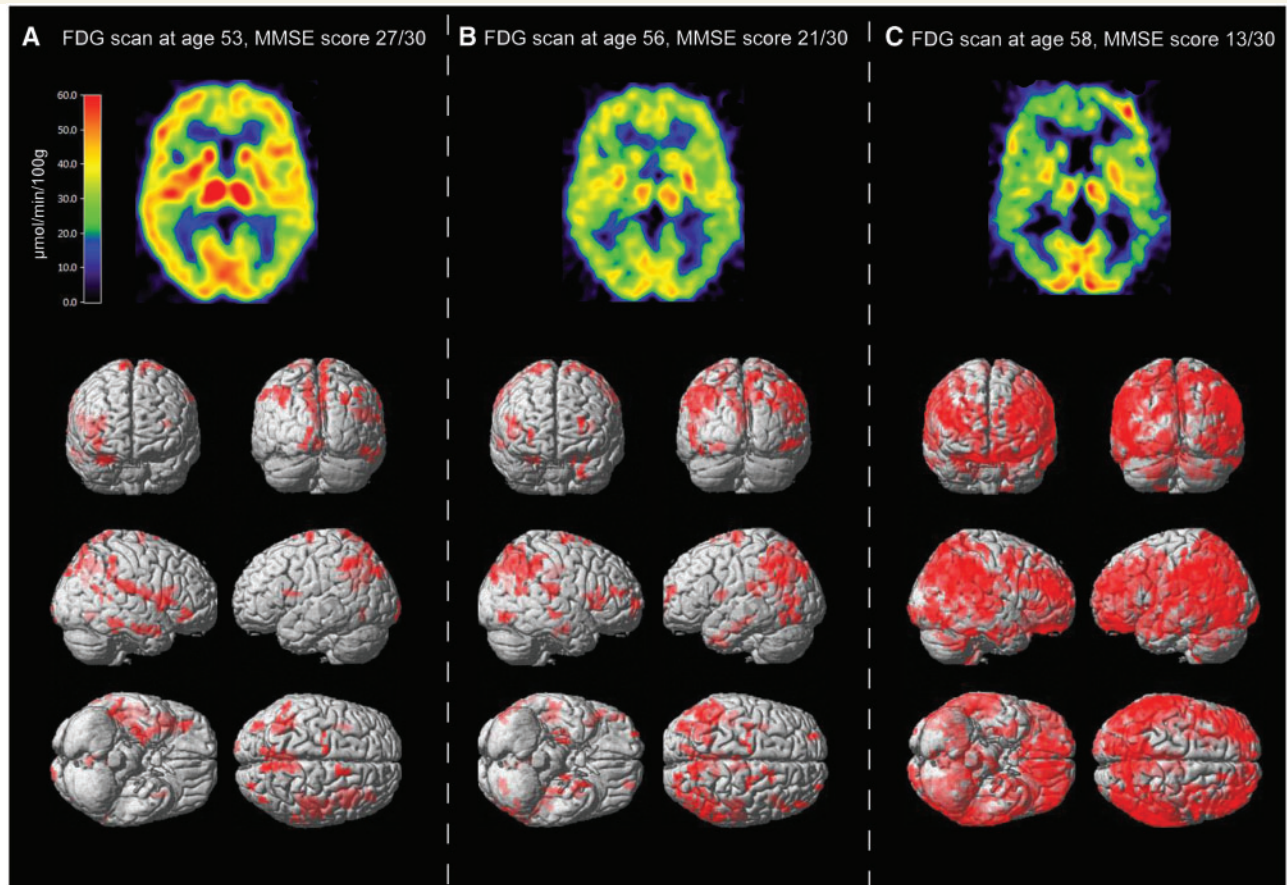 A FDG scan at age 53, MMSE score 27/30
B FDG scan at age 56, MMSE score 21/30
C FDG scan at age 58, MMSE score 13/30
60.0
50.0
40.0
30.0
20.0
10.0
0.0
µmol/min/100g